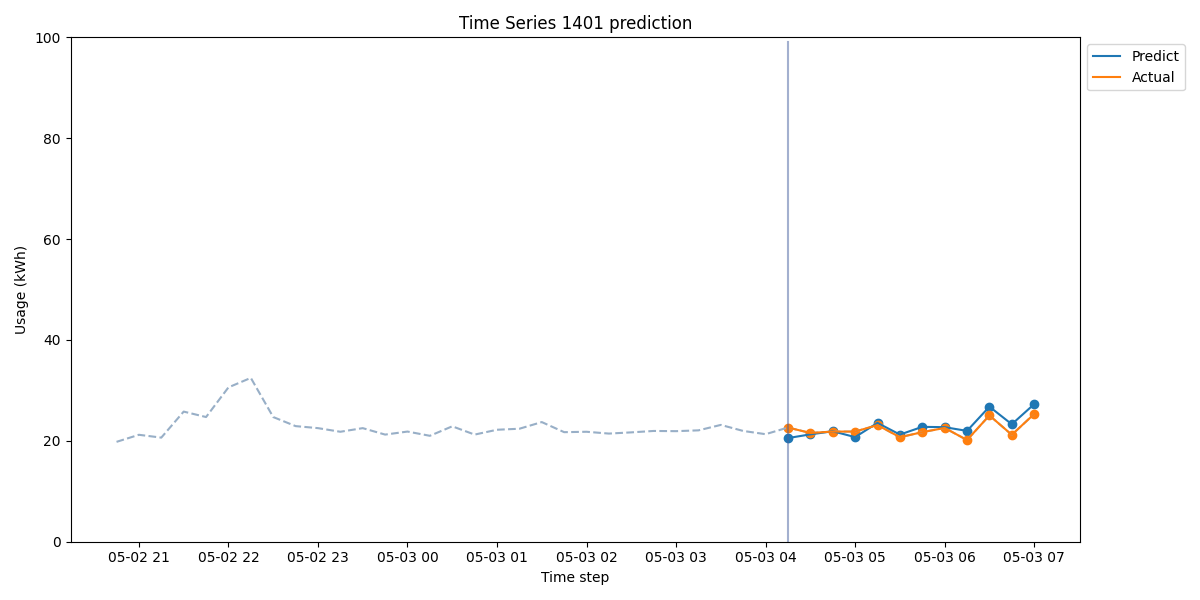 Time Series 1401 prediction
100
80
60
40
20
0
Usage (kWh)
05-02 21 05-02 22 05-02 23 05-03 00 05-03 01 05-03 02 05-03 03 05-03 04 05-03 05 05-03 06 05-03 07
Time step
Predict
Actual